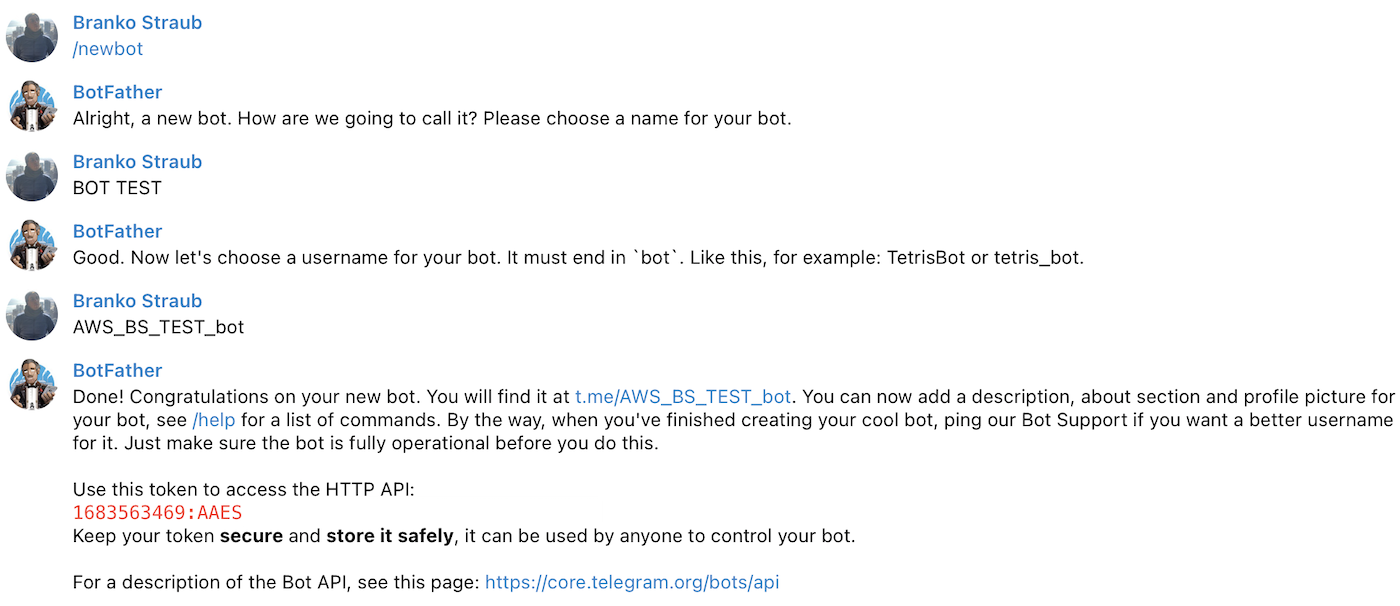 Branko Straub
/newbot
BotFather
Alright, a new bot. How are we going to call it? Please choose a name for your bot.
Branko Straub
BOT TEST
BotFather
Good. Now let's choose a username for your bot. It must end in `bot`. Like this, for example: TetrisBot or tetris_bot.
Branko Straub
AWS_BS_TEST_bot
BotFather
Done! Congratulations on your new bot. You will find it at t.me/AWS_BS_TEST_bot. You can now add a description, about section and profile picture for
your bot, see /help for a list of commands. By the way, when you've finished creating your cool bot, ping our Bot Support if you want a better username
for it. Just make sure the bot is fully operational before you do this.
Use this token to access the HTTP API:
1683563469:AAES
Keep your token secure and store it safely, it can be used by anyone to control your bot.
For a description of the Bot API, see this page: https://core.telegram.org/bots/api